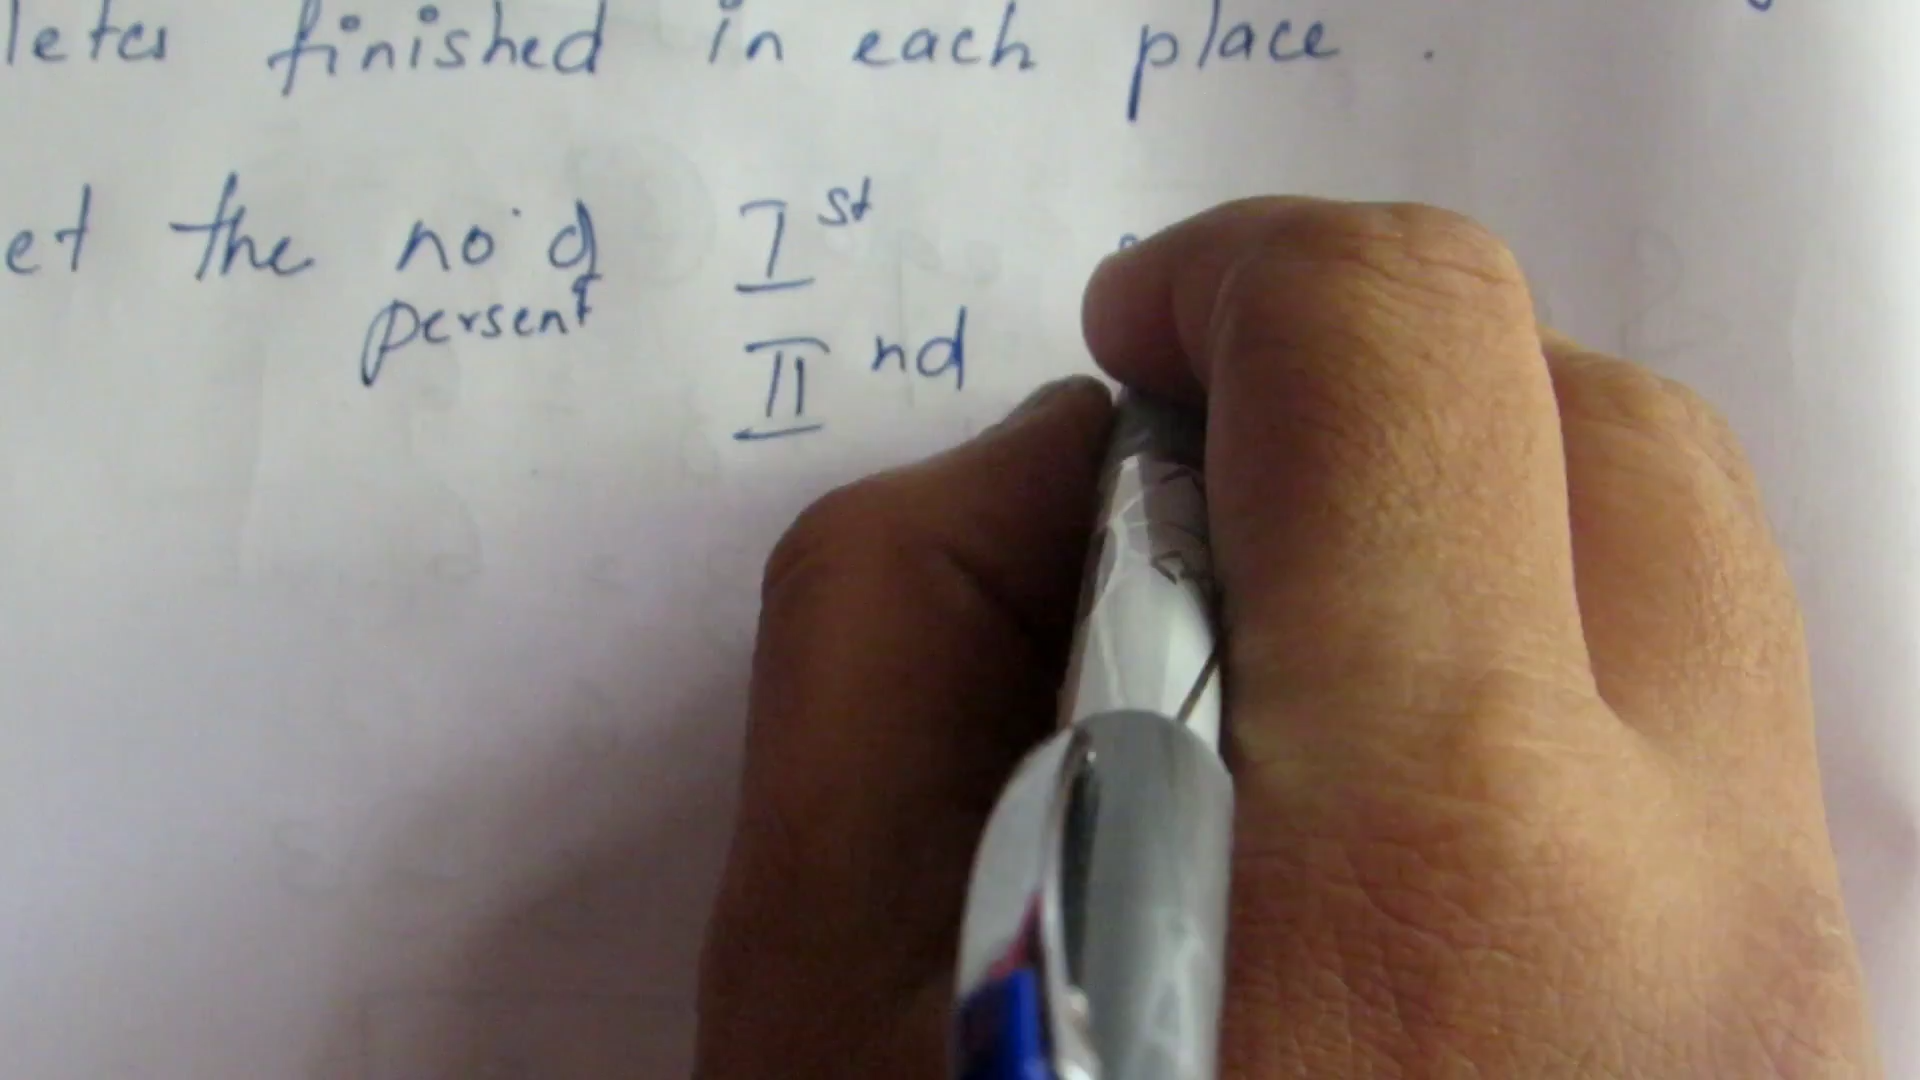 letes finished in each place .
et the no. of I st
persent II nd